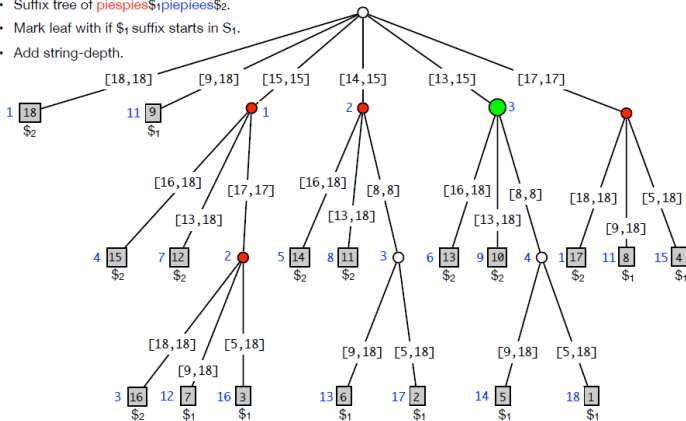 Suffix tree of piespies$₁piepiees$₂.
Mark leaf with if $₁ suffix starts in S₁.
Add string-depth.
[18,18] [9,18] [15,15] [14,15] [13,15] [17,17]
1 18 11 9 1 2 3
$₂ $₁
[16,18] [17,17] [16,18] [8,8] [16,18] [8,8] [18,18] [5,18]
[13,18] [13,18] [13,18] [9,18]
4 15 7 12 2 5 14 8 11 3 6 13 9 10 4 1 17 11 8 15 4
$₂ $₂ $₂ $₂ $₂ $₂ $₂ $₁ $₁
[18,18] [5,18] [9,18] [5,18] [9,18] [5,18]
[9,18]
3 16 12 7 16 3 13 6 17 2 14 5 18 1
$₂ $₁ $₁ $₁ $₁ $₁ $₁